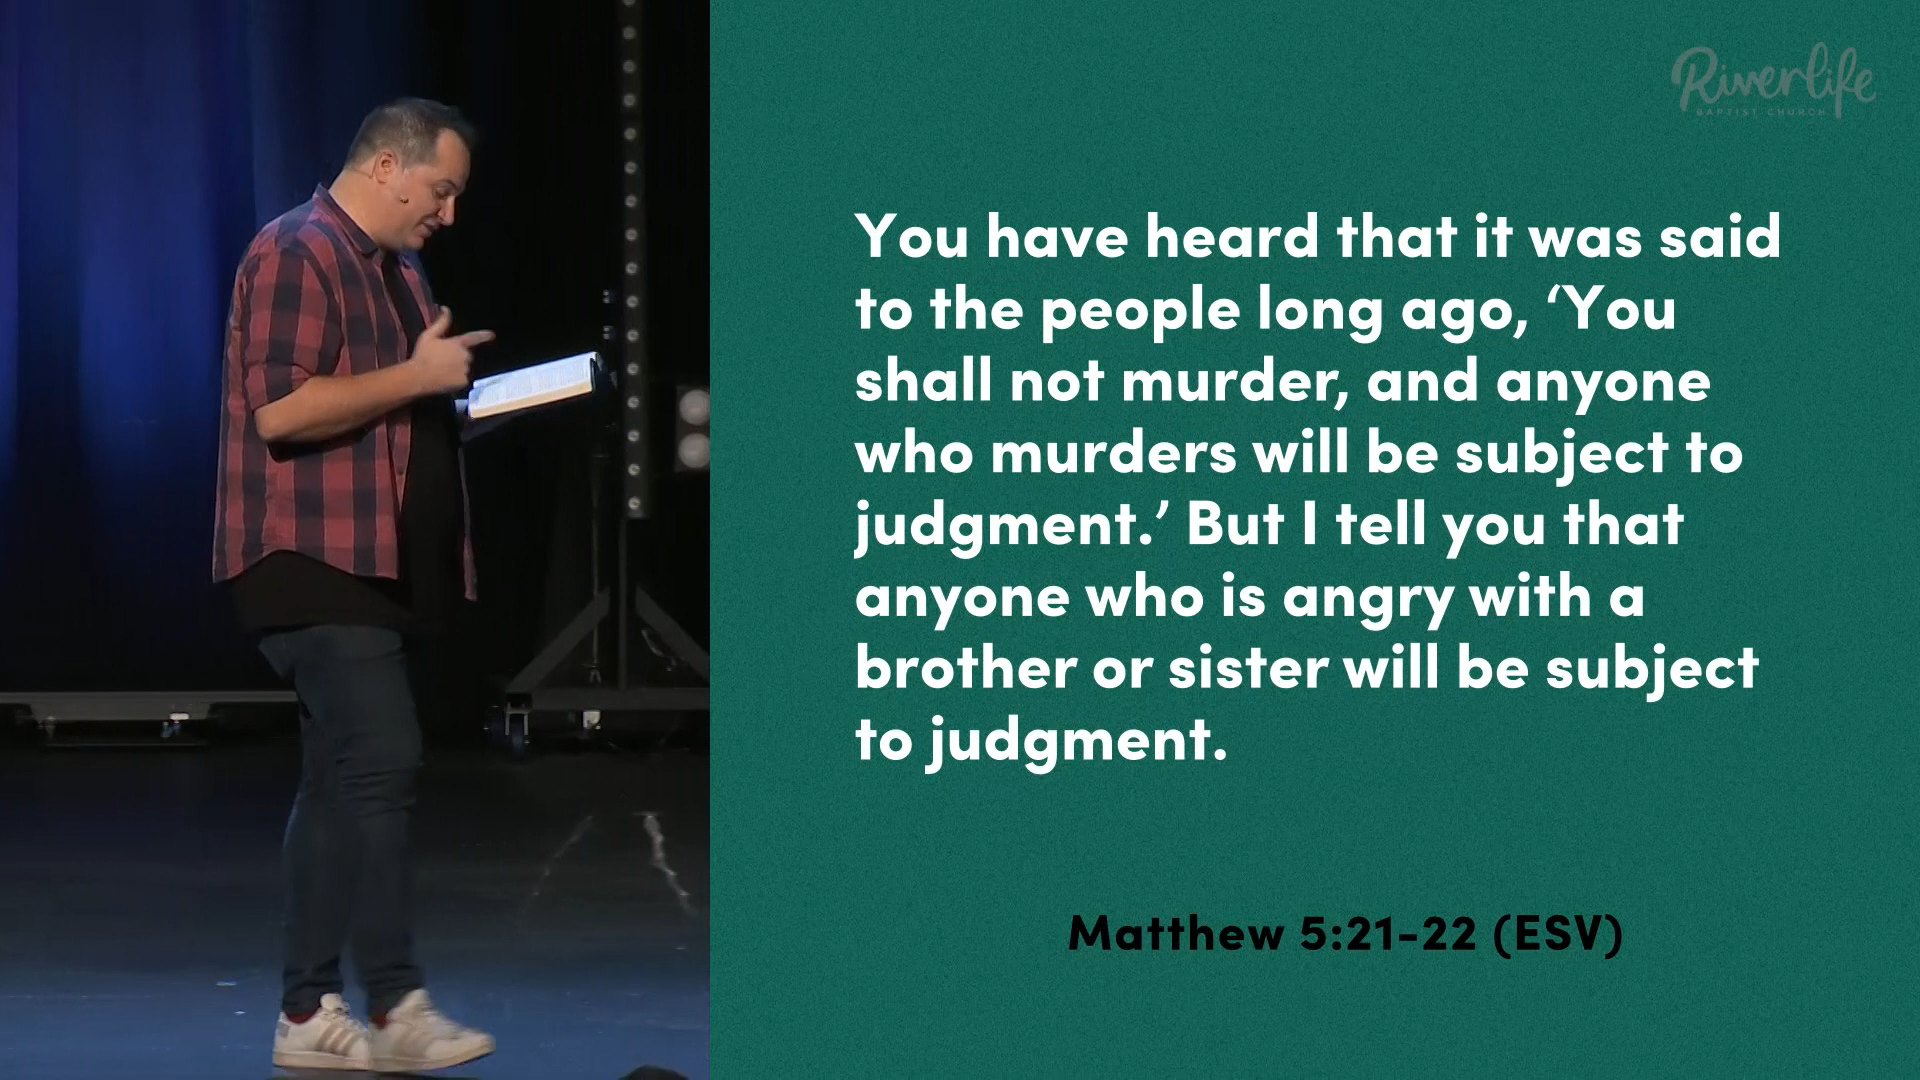 Riverlife
BAPTIST CHURCH
You have heard that it was said
to the people long ago, ‘You
shall not murder, and anyone
who murders will be subject to
judgment.’ But I tell you that
anyone who is angry with a
brother or sister will be subject
to judgment.
Matthew 5:21-22 (ESV)